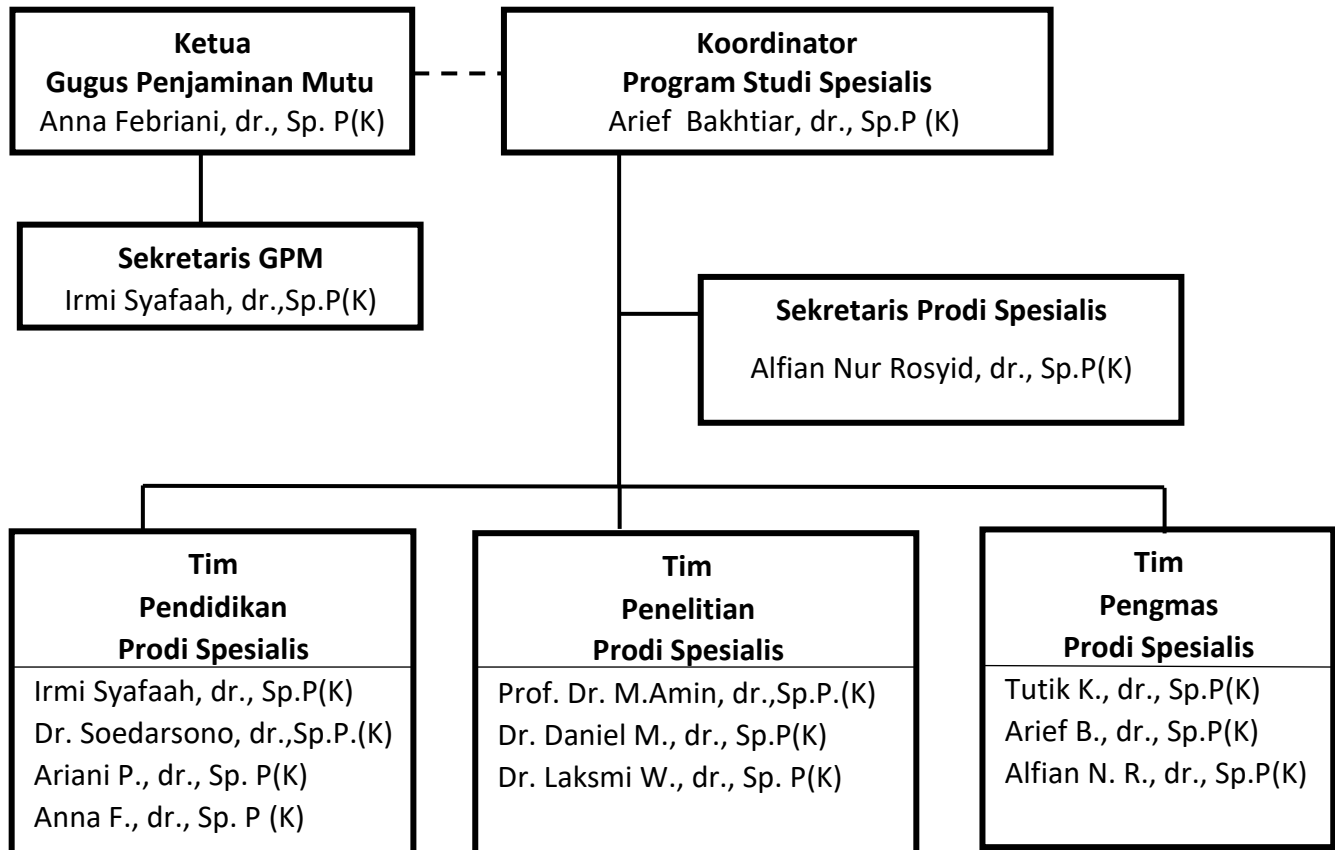 Ketua
Gugus Penjaminan Mutu
Anna Febriani, dr., Sp. P(K)
Koordinator
Program Studi Spesialis
Arief  Bakhtiar, dr., Sp.P (K)
Sekretaris GPM
Irmi Syafaah, dr.,Sp.P(K)
Sekretaris Prodi Spesialis
Alfian Nur Rosyid, dr., Sp.P(K)
Tim
Pendidikan
Prodi Spesialis
Irmi Syafaah, dr., Sp.P(K)
Dr. Soedarsono, dr.,Sp.P.(K)
Ariani P., dr., Sp. P(K)
Anna F., dr., Sp. P (K)
Tim
Penelitian
Prodi Spesialis
Prof. Dr. M.Amin, dr.,Sp.P.(K)
Dr. Daniel M., dr., Sp.P(K)
Dr. Laksmi W., dr., Sp. P(K)
Tim
Pengmas
Prodi Spesialis
Tutik K., dr., Sp.P(K)
Arief B., dr., Sp.P(K)
Alfian N. R., dr., Sp.P(K)